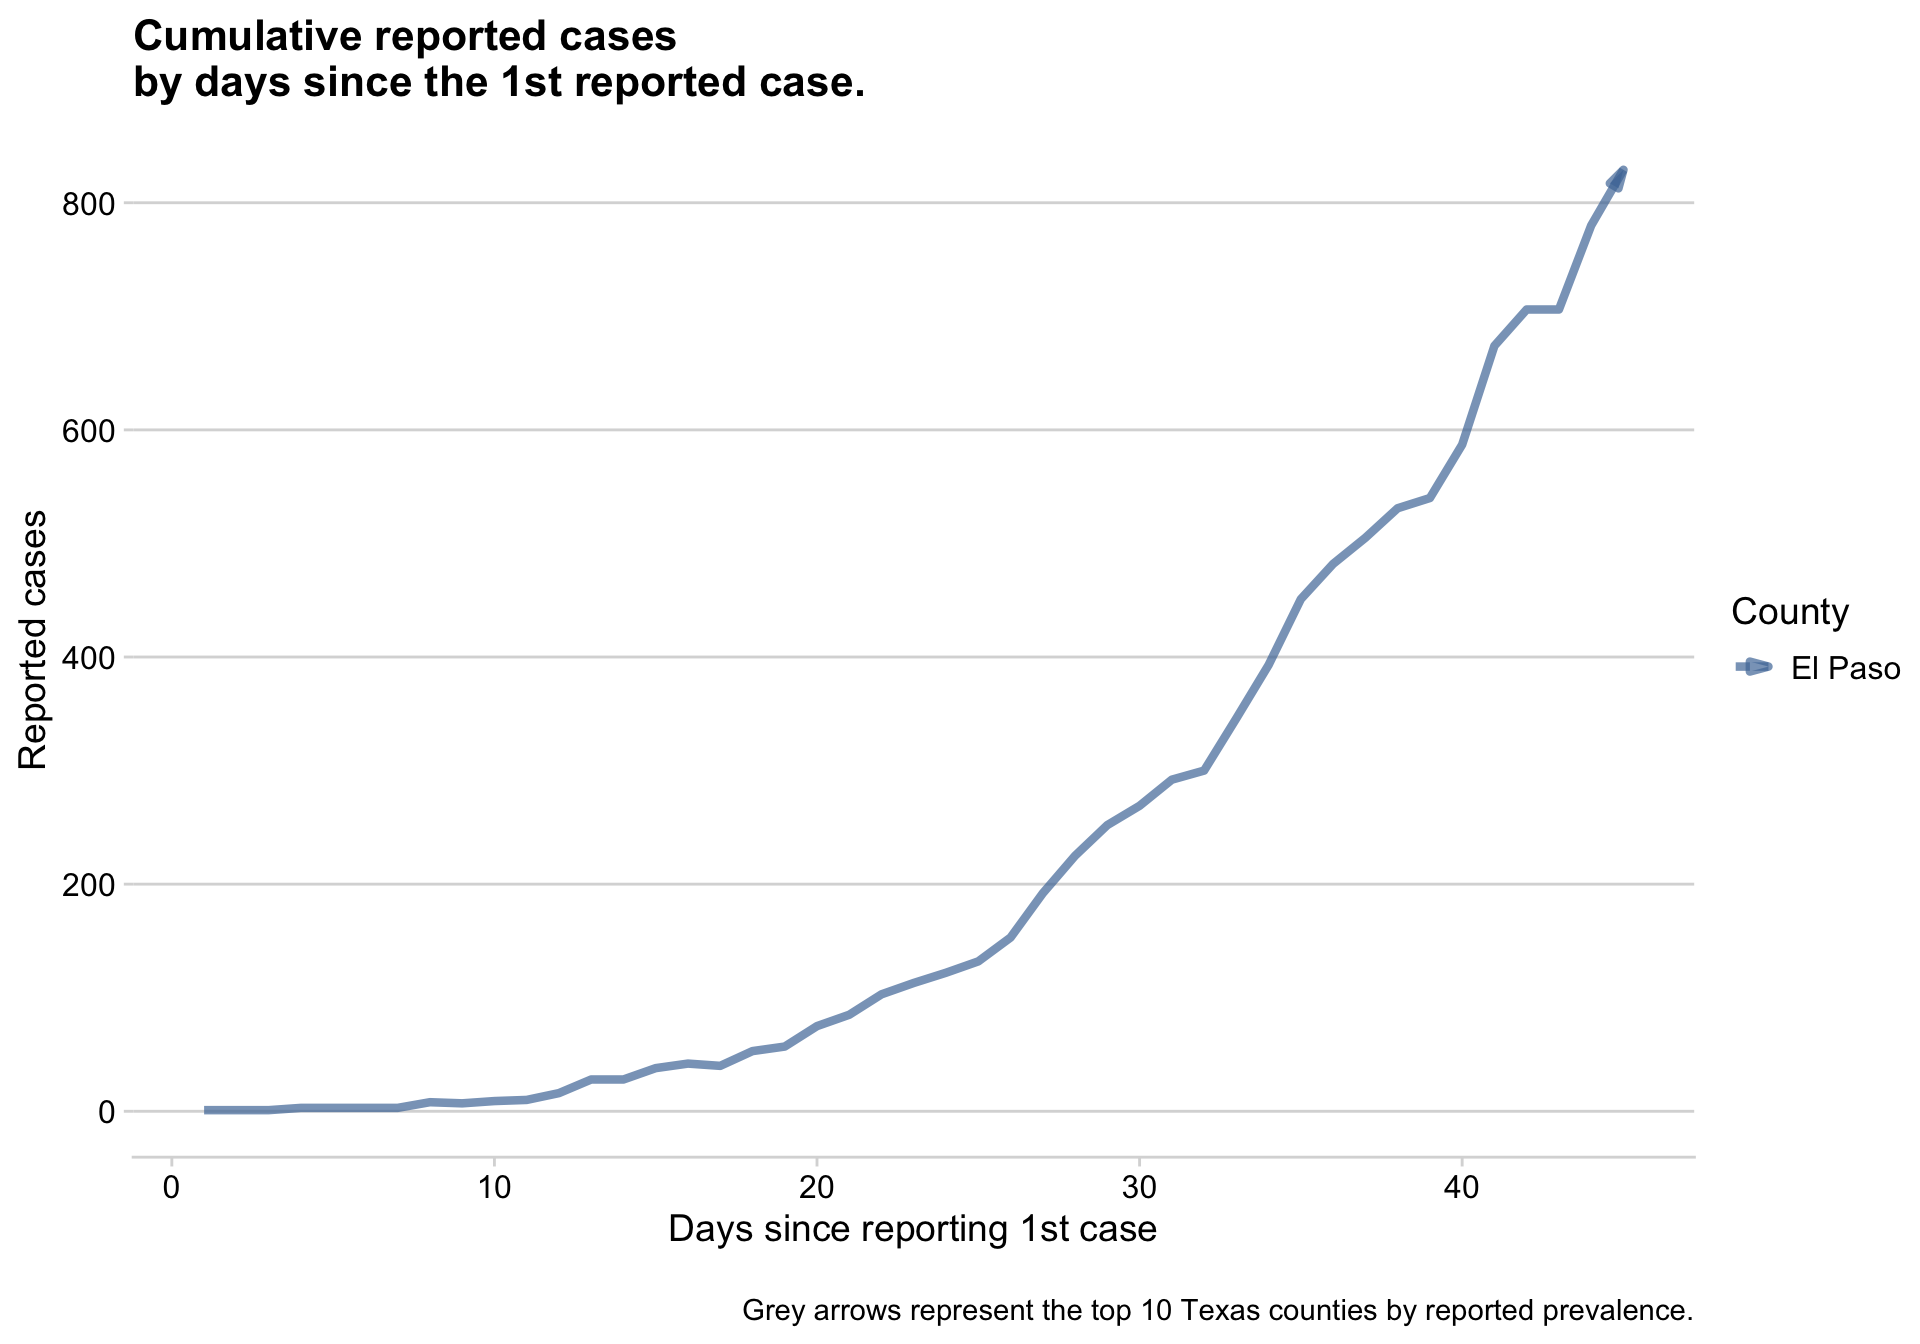 Cumulative reported cases
by days since the 1st reported case.
Reported cases
800
600
400
200
0
0 10 20 30 40
Days since reporting 1st case
County
El Paso
Grey arrows represent the top 10 Texas counties by reported prevalence.